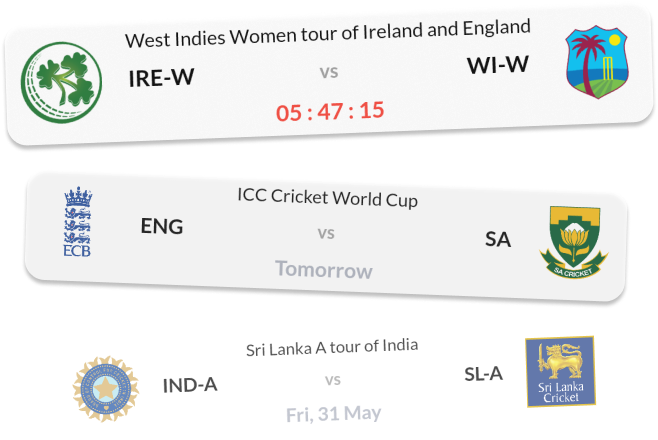 West Indies Women tour of Ireland and England
IRE-W vs WI-W
05 : 47 : 15
ICC Cricket World Cup
ENG vs SA
ECB
SA CRICKET
Tomorrow
Sri Lanka A tour of India
IND-A vs SL-A
Sri Lanka
Cricket
Fri, 31 May